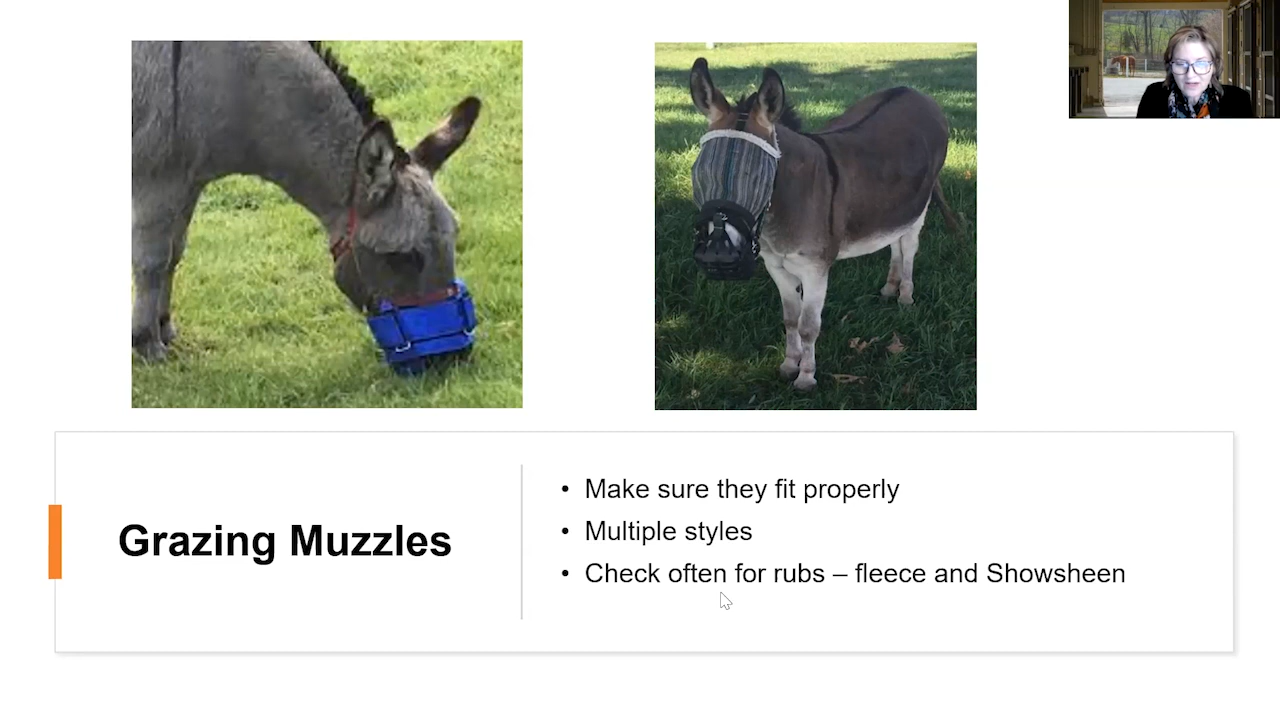 Grazing Muzzles
• Make sure they fit properly
• Multiple styles
• Check often for rubs – fleece and Showsheen